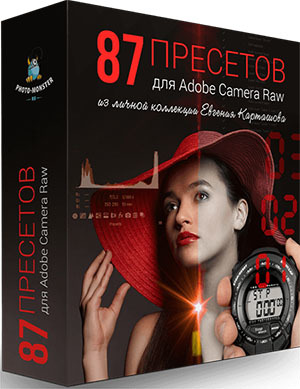 87 ПРЕСЕТОВ
для Adobe Camera Raw
из личной коллекции Евгения Карташова
PHOTO-MONSTER
87 ПРЕСЕТОВ
для Adobe Camera Raw
STP